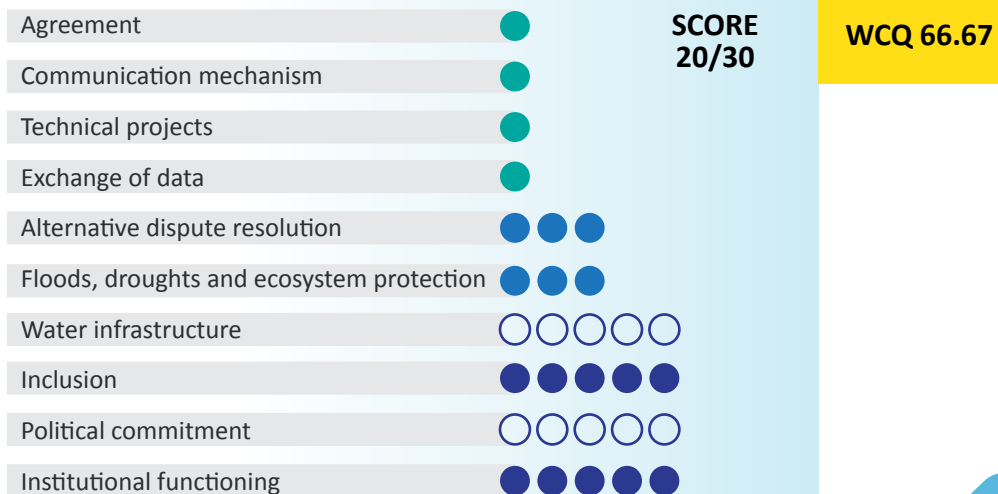 Agreement
SCORE
20/30
WCQ 66.67
Communication mechanism
Technical projects
Exchange of data
Alternative dispute resolution
Floods, droughts and ecosystem protection
Water infrastructure
Inclusion
Political commitment
Institutional functioning